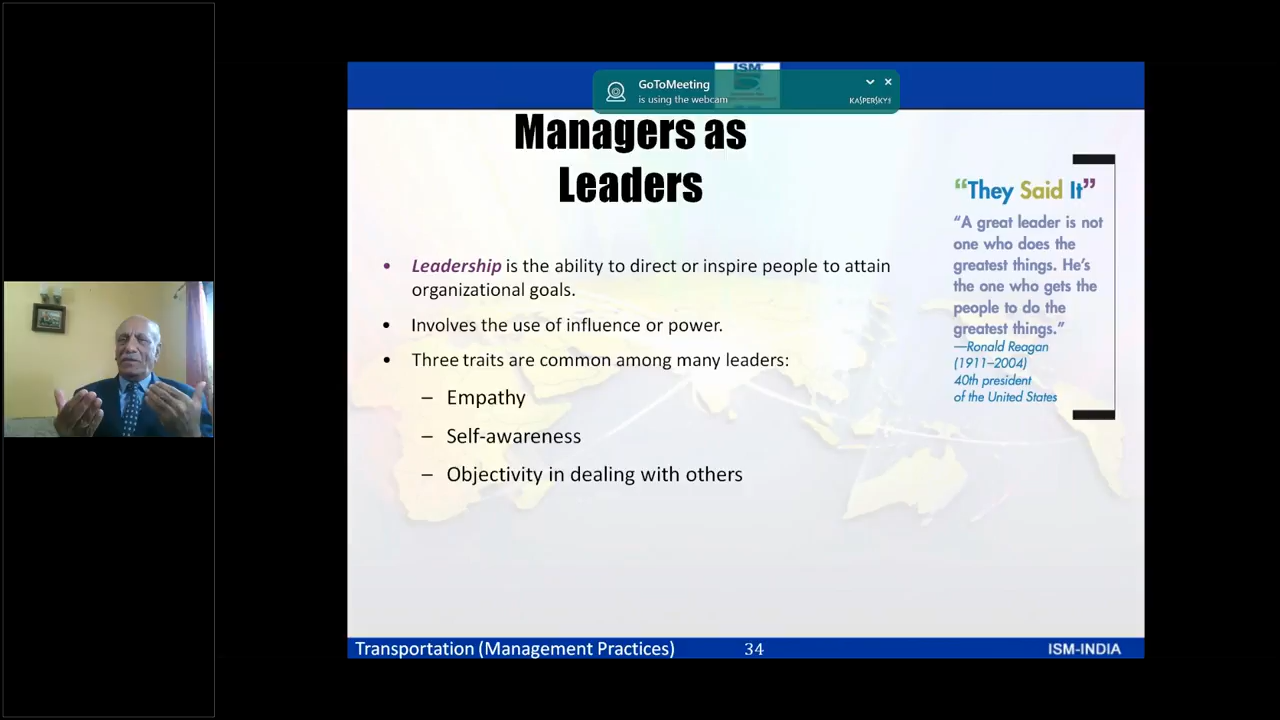 ISM
GoToMeeting
is using the webcam
KASPERSKY
Managers as
Leaders
• Leadership is the ability to direct or inspire people to attain
organizational goals.
• Involves the use of influence or power.
• Three traits are common among many leaders:
– Empathy
– Self-awareness
– Objectivity in dealing with others
“They Said It”
“A great leader is not
one who does the
greatest things. He’s
the one who gets the
people to do the
greatest things.”
—Ronald Reagan
(1911–2004)
40th president
of the United States
Transportation (Management Practices)
34
ISM-INDIA